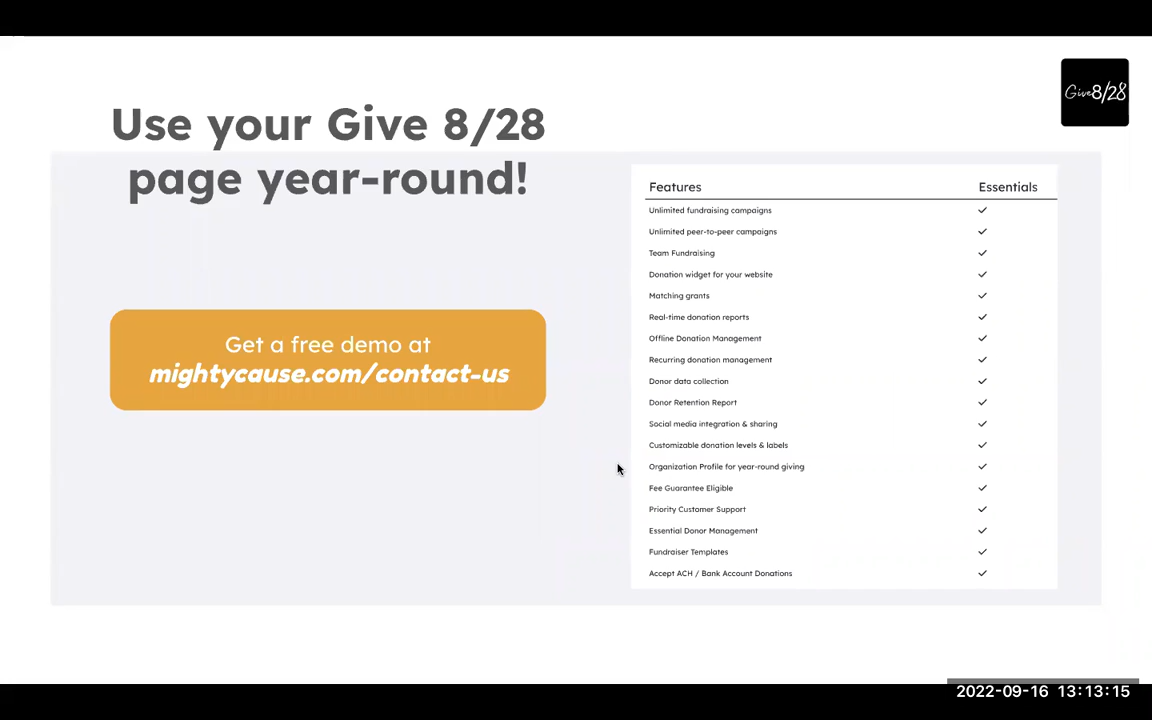 Give8/28
Use your Give 8/28
page year-round!
Get a free demo at
mightycause.com/contact-us
Features Essentials
Unlimited fundraising campaigns ✓
Unlimited peer-to-peer campaigns ✓
Team Fundraising ✓
Donation widget for your website ✓
Matching grants ✓
Real-time donation reports ✓
Offline Donation Management ✓
Recurring donation management ✓
Donor data collection ✓
Donor Retention Report ✓
Social media integration & sharing ✓
Customizable donation levels & labels ✓
Organization Profile for year-round giving ✓
Fee Guarantee Eligible ✓
Priority Customer Support ✓
Essential Donor Management ✓
Fundraiser Templates ✓
Accept ACH / Bank Account Donations ✓
2022-09-16 13:13:15